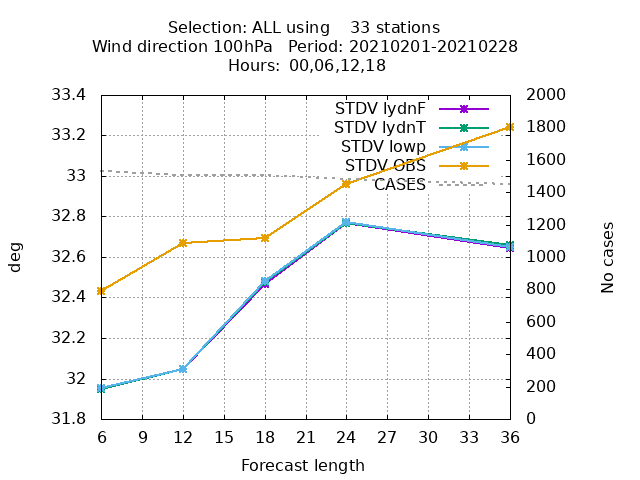 Selection: ALL using 33 stations
Wind direction 100hPa Period: 20210201-20210228
Hours: 00,06,12,18
STDV lydnF
STDV lydnT
STDV lowp
STDV OBS
CASES
33.4
33.2
33
32.8
32.6
32.4
32.2
32
31.8
2000
1800
1600
1400
1200
1000
800
600
400
200
0
deg
No cases
6 9 12 15 18 21 24 27 30 33 36
Forecast length